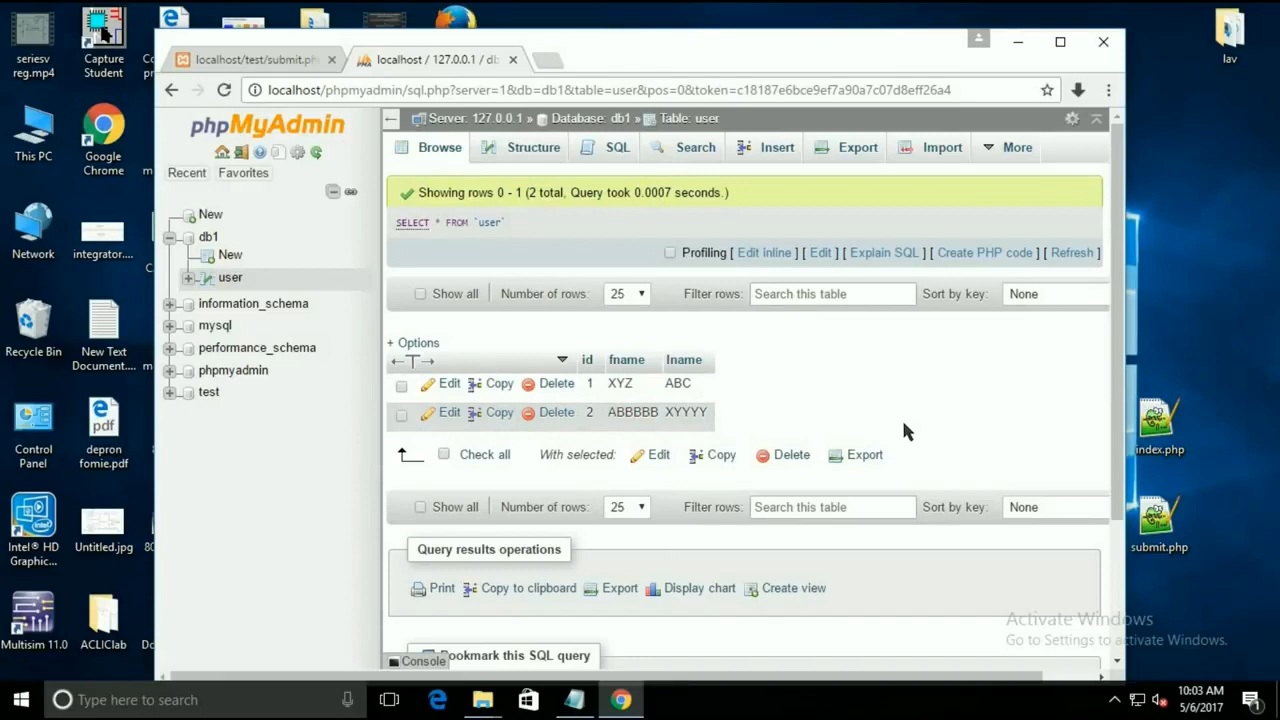 seriesv
reg.mp4
Capture
Student
lav
localhost/test/submit.ph
localhost / 127.0.0.1 / db
localhost/phpmyadmin/sql.php?server=1&db=db1&table=user&pos=0&token=c18187e6bce9ef7a90a7c07d8eff26a4
phpMyAdmin
Recent Favorites
New
db1
New
user
information_schema
mysql
performance_schema
phpmyadmin
test
Server: 127.0.0.1 » Database: db1 » Table: user
Browse Structure SQL Search Insert Export Import More
Showing rows 0 - 1 (2 total, Query took 0.0007 seconds.)
SELECT * FROM `user`
Profiling [ Edit inline ] [ Edit ] [ Explain SQL ] [ Create PHP code ] [ Refresh ]
Show all Number of rows: 25 Filter rows: Search this table Sort by key: None
+ Options
id fname lname
Edit Copy Delete 1 XYZ ABC
Edit Copy Delete 2 ABBBBB XYYYY
Check all With selected: Edit Copy Delete Export
Show all Number of rows: 25 Filter rows: Search this table Sort by key: None
Query results operations
Print Copy to clipboard Export Display chart Create view
Bookmark this SQL query
Console
This PC
Google
Chrome
Network
integrator....
Recycle Bin
New Text
Document....
Control
Panel
depron
fomie.pdf
Intel® HD
Graphic...
Untitled.jpg
Multisim 11.0
ACLIClab
index.php
submit.php
Activate Windows
Go to Settings to activate Windows.
Type here to search
10:03 AM
5/6/2017